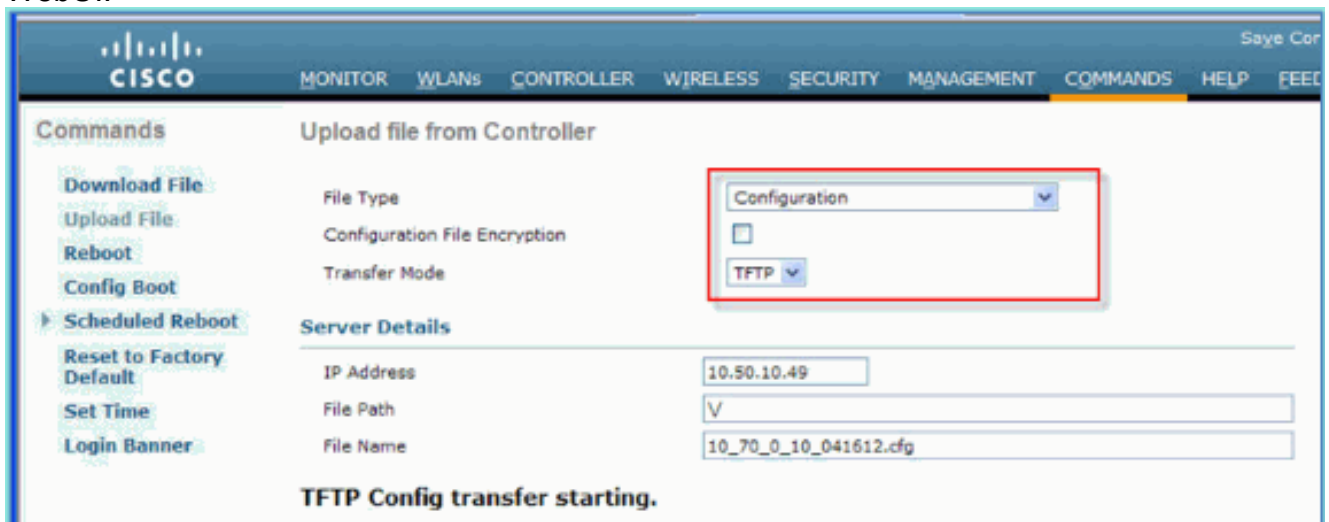 Save Con
CISCO
MONITOR WLANs CONTROLLER WIRELESS SECURITY MANAGEMENT COMMANDS HELP FEED
Commands
Download File
Upload File
Reboot
Config Boot
Scheduled Reboot
Reset to Factory
Default
Set Time
Login Banner
Upload file from Controller
File Type Configuration
Configuration File Encryption
Transfer Mode TFTP
Server Details
IP Address 10.50.10.49
File Path \/
File Name 10_70_0_10_041612.cfg
TFTP Config transfer starting.